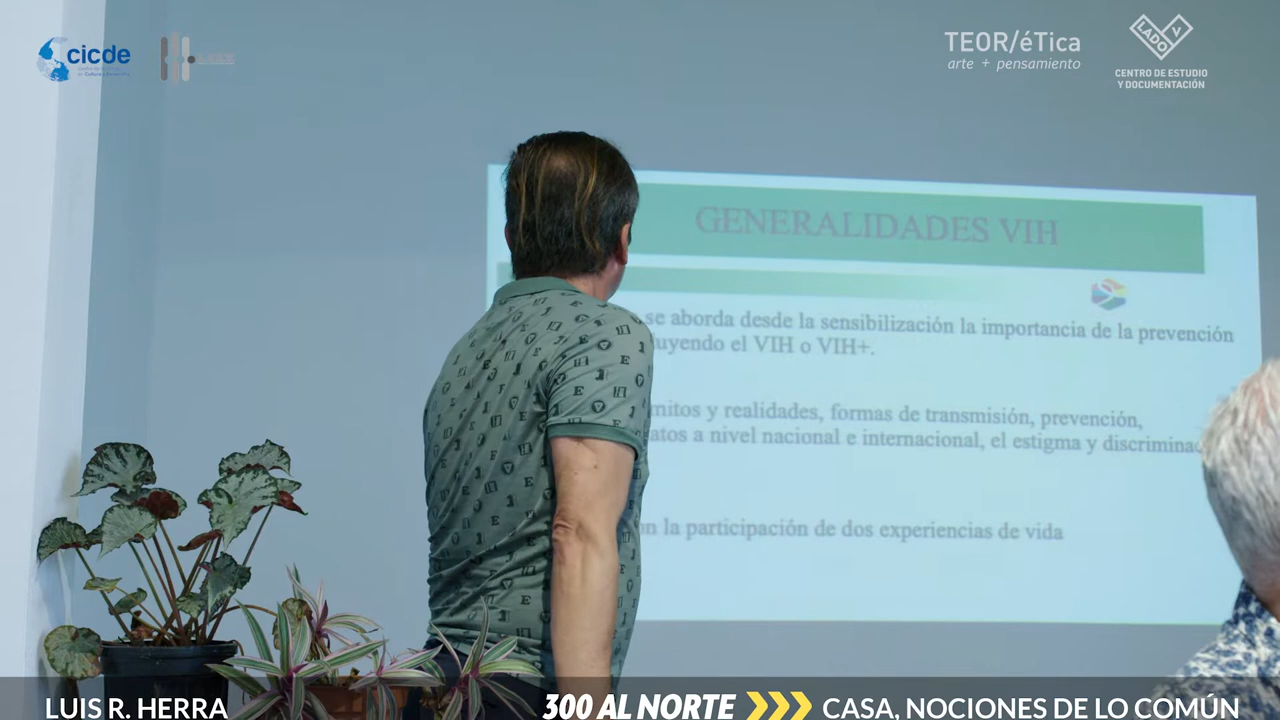 cicde
TEOR/éTica
arte + pensamiento
LADO V
CENTRO DE ESTUDIO
Y DOCUMENTACIÓN
GENERALIDADES VIH
se aborda desde la sensibilización la importancia de la prevención
luyendo el VIH o VIH+.
mitos y realidades, formas de transmisión, prevención,
atos a nivel nacional e internacional, el estigma y discrimina
n la participación de dos experiencias de vida
LUIS R. HERRA
300 AL NORTE
CASA, NOCIONES DE LO COMÚN